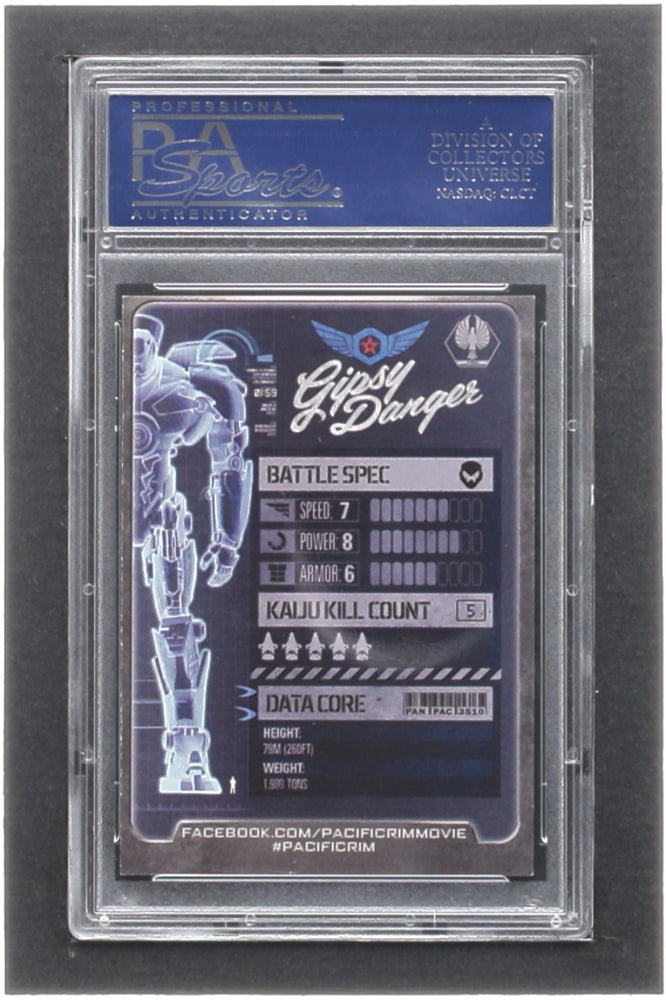 PROFESSIONAL
PSA
Sports
AUTHENTICATOR
A
DIVISION OF
COLLECTORS
UNIVERSE
NASDAQ: CLCT
Gipsy
Danger
BATTLE SPEC
SPEED: 7
POWER: 8
ARMOR: 6
KAIJU KILL COUNT 5
DATA CORE
PAN PAC 3510
HEIGHT:
79M (260FT)
WEIGHT:
1,980 TONS
FACEBOOK.COM/PACIFICRIMMOVIE
#PACIFICRIM